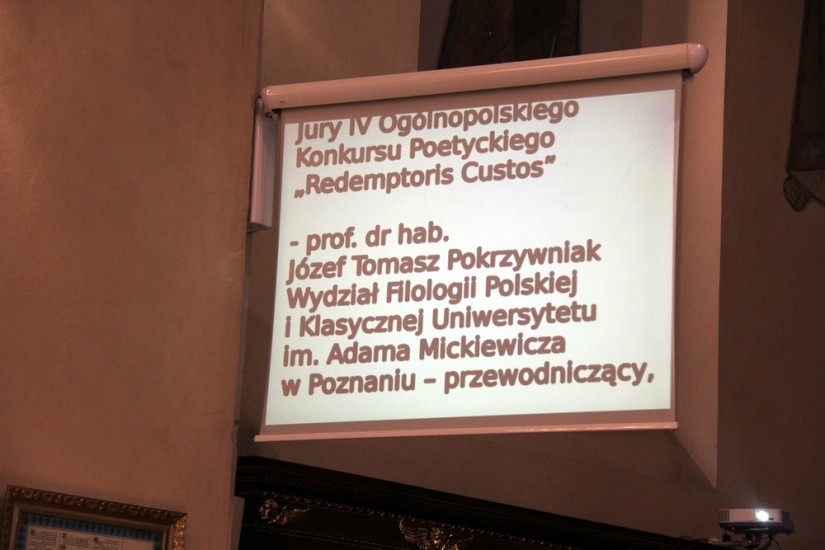 Jury IV Ogólnopolskiego
Konkursu Poetyckiego
„Redemptoris Custos”
- prof. dr hab.
Józef Tomasz Pokrzywniak
Wydział Filologii Polskiej
i Klasycznej Uniwersytetu
im. Adama Mickiewicza
w Poznaniu – przewodniczący,